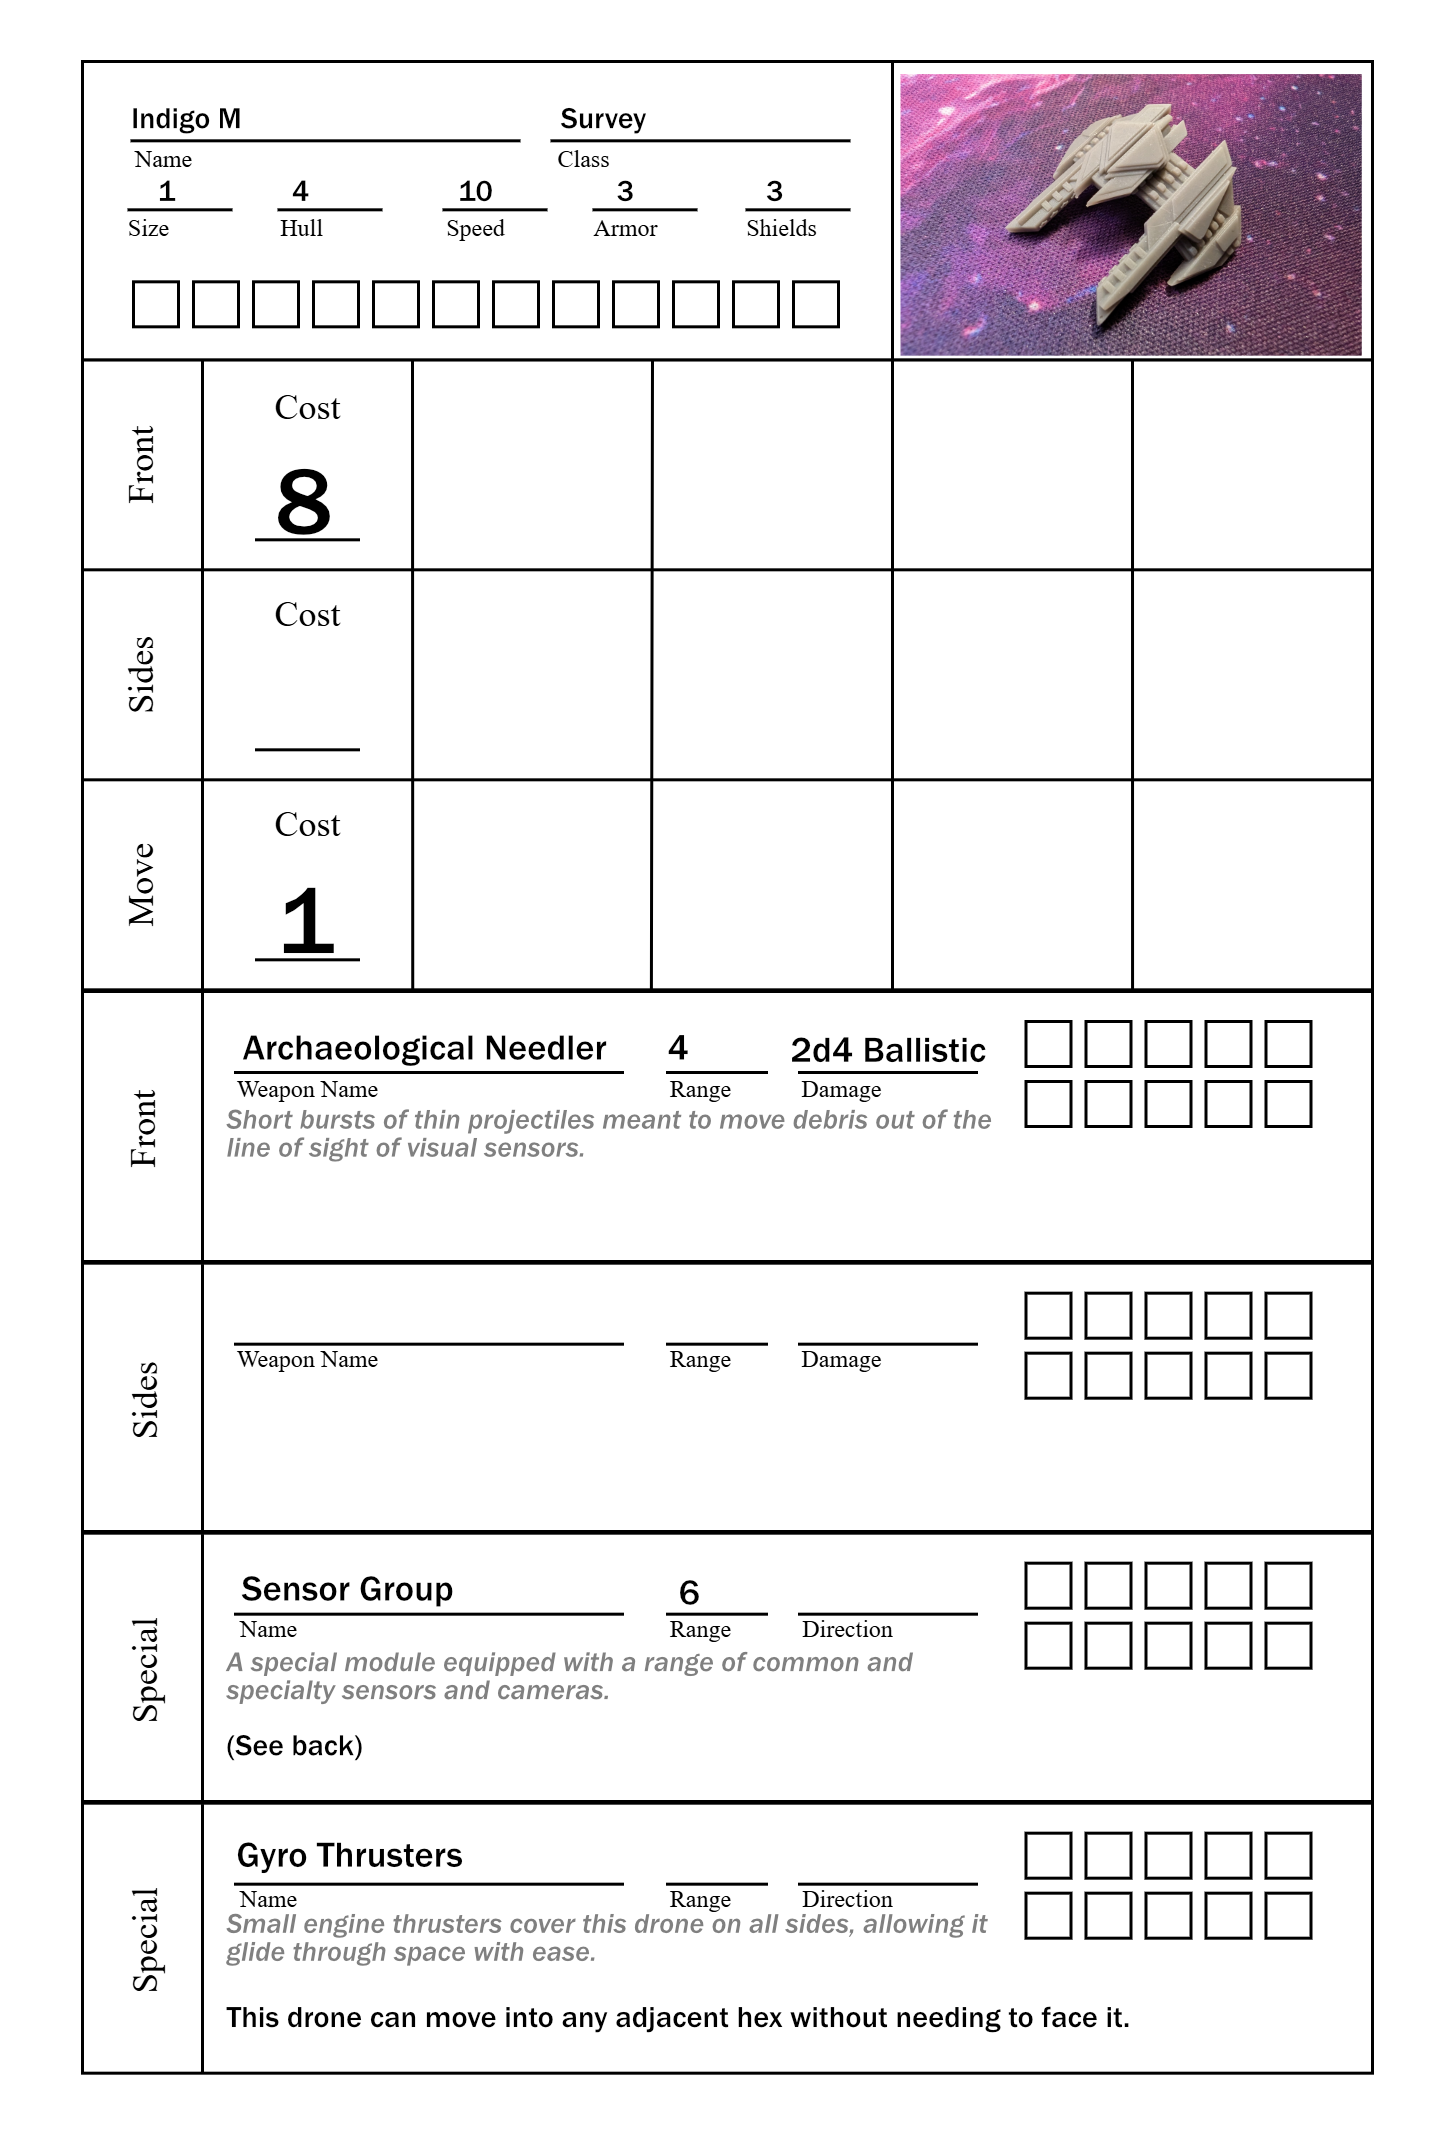 Indigo M Survey
Name Class
1 4 10 3 3
Size Hull Speed Armor Shields
Front Cost
8
Sides Cost
Move Cost
1
Front
Archaeological Needler 4 2d4 Ballistic
Weapon Name Range Damage
Short bursts of thin projectiles meant to move debris out of the
line of sight of visual sensors.
Sides
Weapon Name Range Damage
Special
Sensor Group 6
Name Range Direction
A special module equipped with a range of common and
specialty sensors and cameras.
(See back)
Special
Gyro Thrusters
Name Range Direction
Small engine thrusters cover this drone on all sides, allowing it
glide through space with ease.
This drone can move into any adjacent hex without needing to face it.